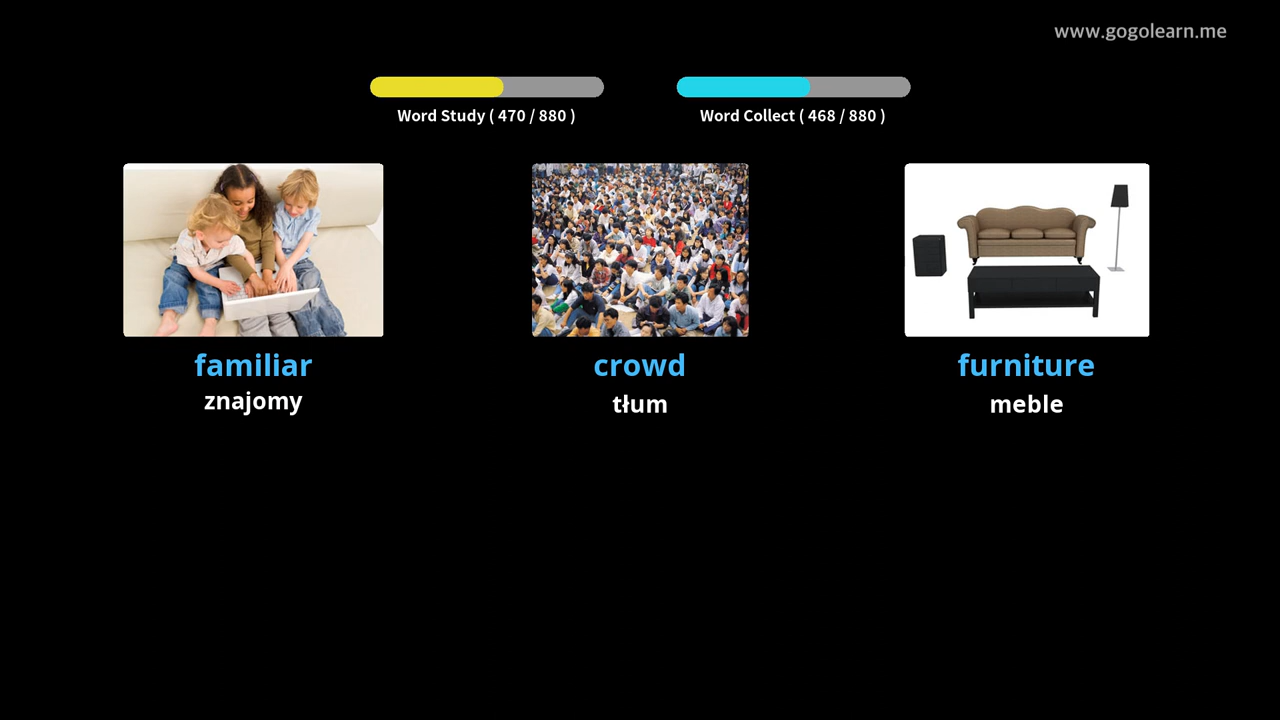 www.gogolearn.me
Word Study ( 470 / 880 )
Word Collect ( 468 / 880 )
familiar
znajomy
crowd
tłum
furniture
meble